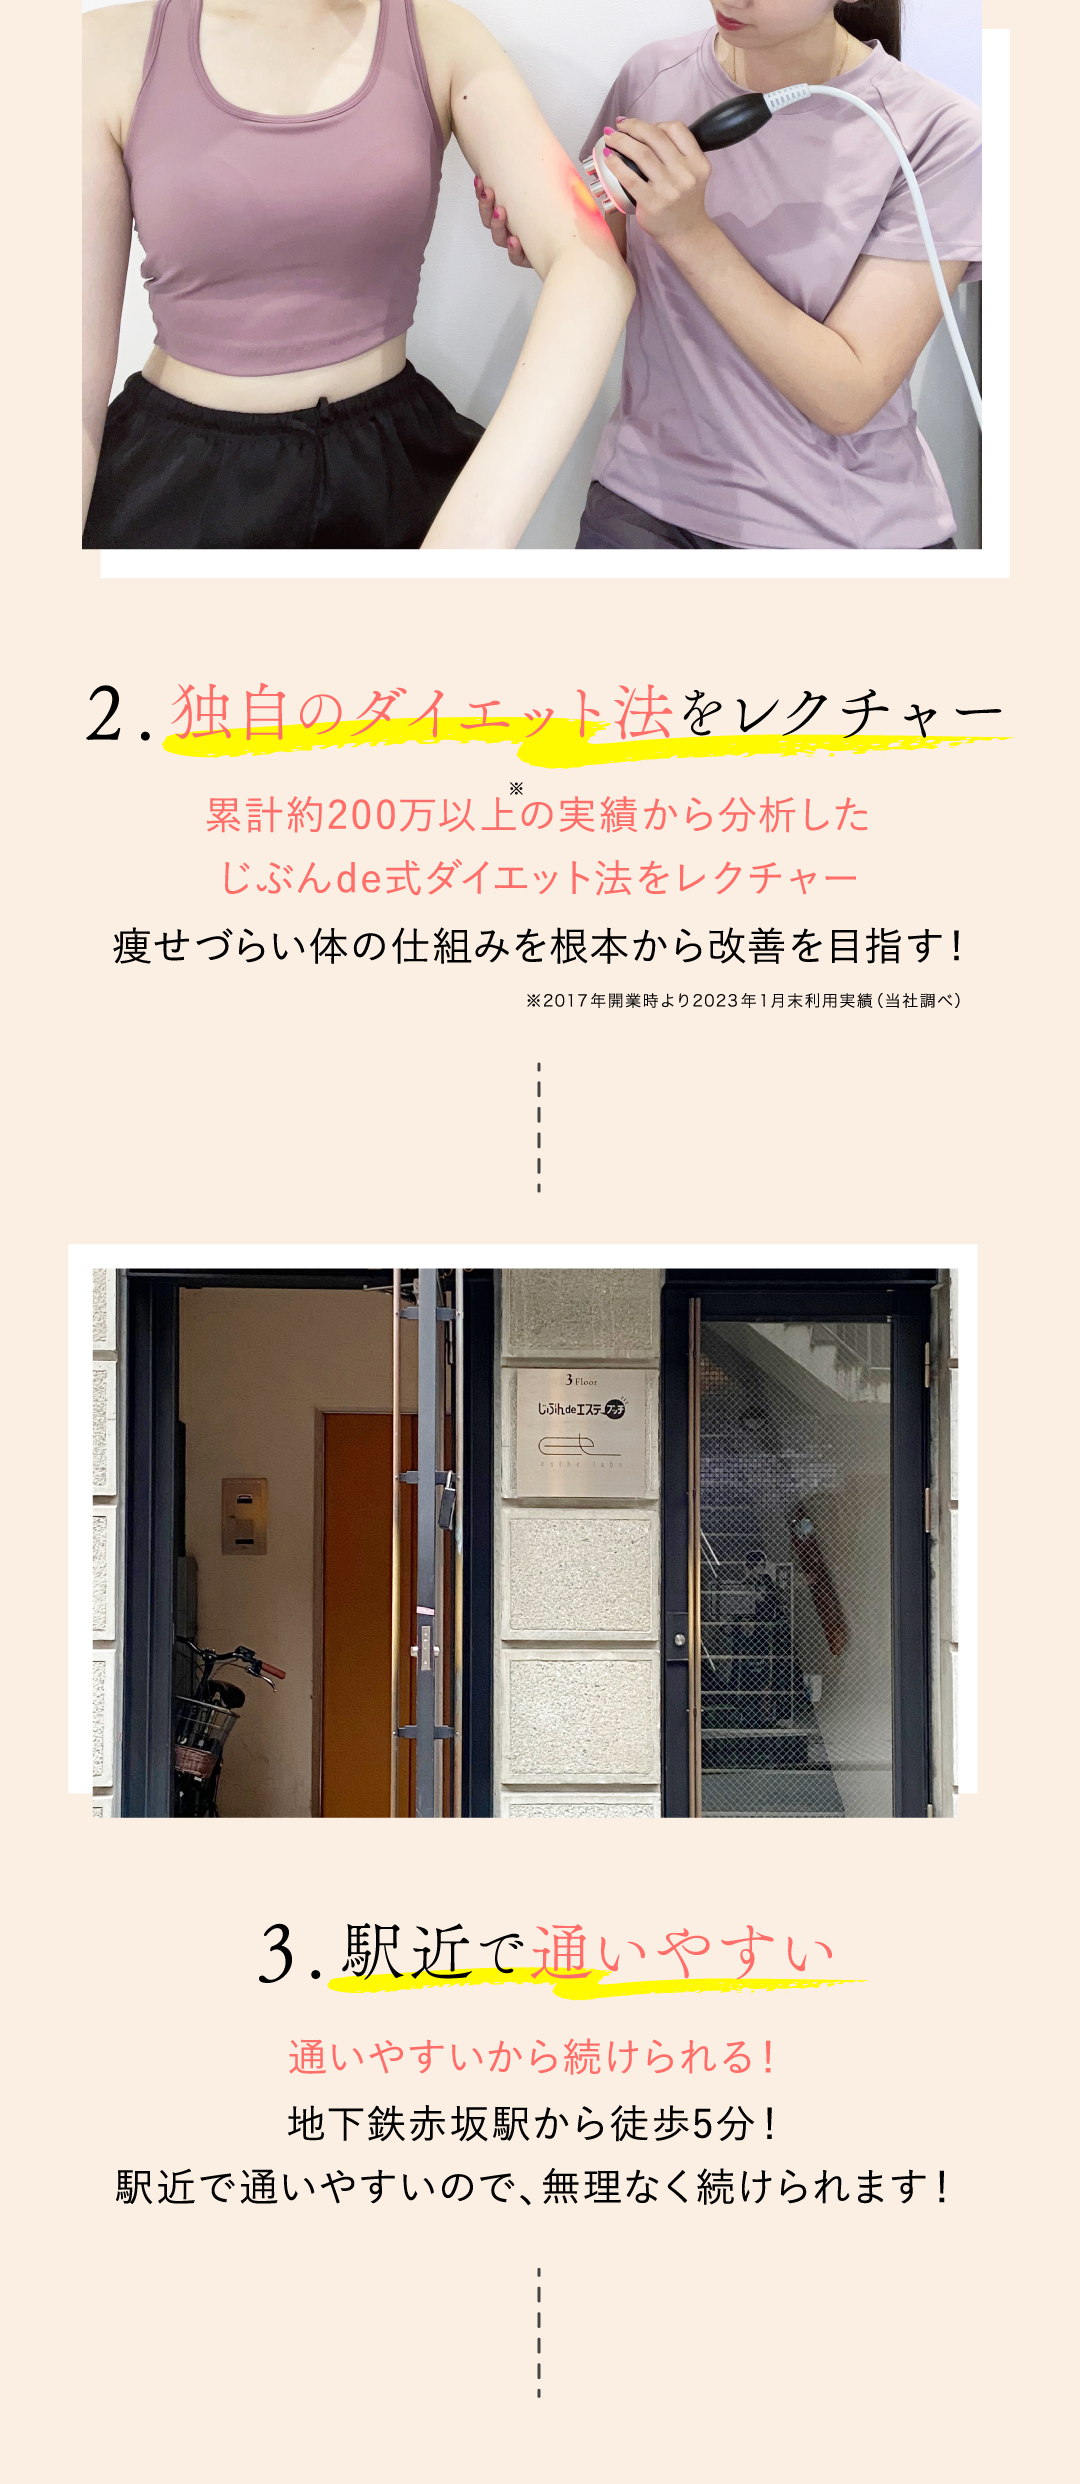 2.独自のダイエット法をレクチャー
累計約200万以上※の実績から分析した
じぶんde式ダイエット法をレクチャー
痩せづらい体の仕組みを根本から改善を目指す！
※2017年開業時より2023年1月末利用実績（当社調べ）
3 Floor
じぶんdeエステ プッチ
esthe labo
3.駅近で通いやすい
通いやすいから続けられる！
地下鉄赤坂駅から徒歩5分！
駅近で通いやすいので、無理なく続けられます！